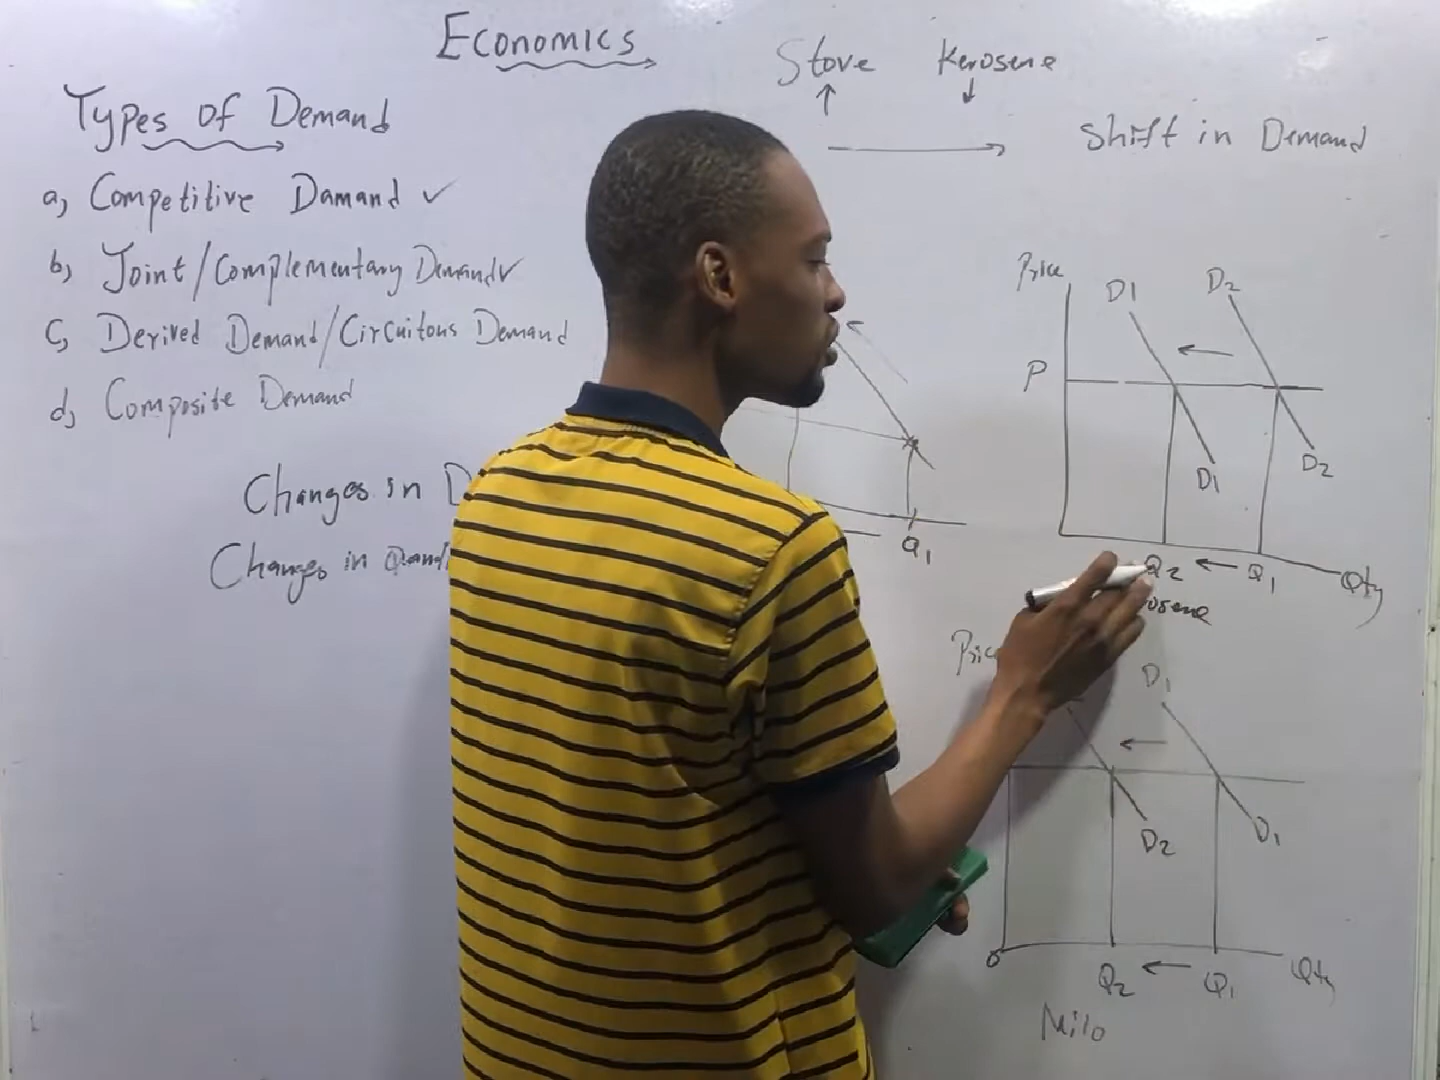 Economics
Types of Demand
a, Competitive Damand ✓
b, Joint/Complementary Demand ✓
C, Derived Demand/Circuitous Demand
d, Composite Demand
Changes in D
Changes in Quanti
Stove Kerosene
↑ ↓
Shift in Demand
Q1
Price
D1 D2
P
D1 D2
Q2 ← Q1 Qty
Price
D1
D2 D1
0
Q2 ← Q1 Qty
Milo